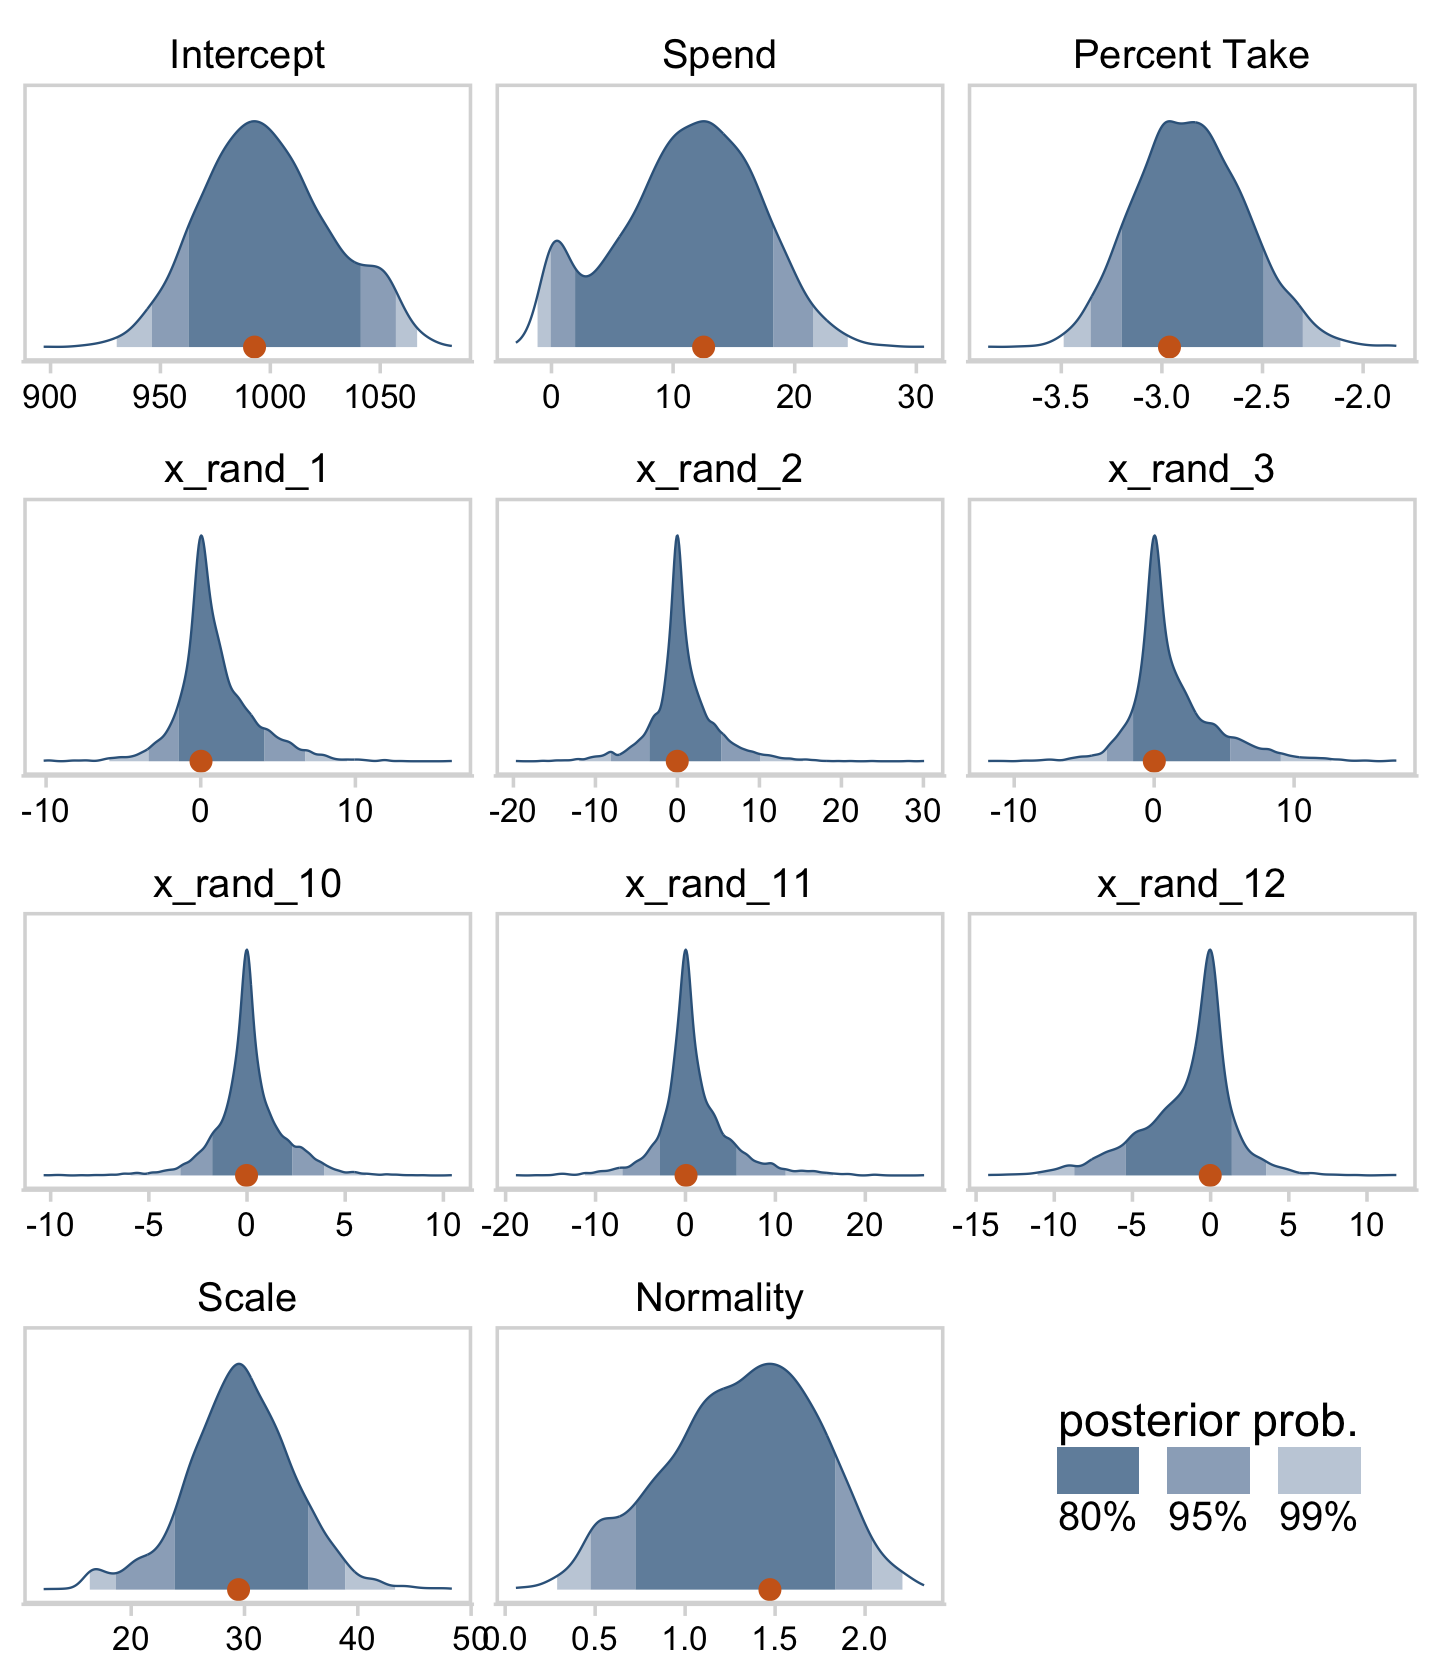 Intercept Spend Percent Take
900 950 1000 1050 0 10 20 30 -3.5 -3.0 -2.5 -2.0
x_rand_1 x_rand_2 x_rand_3
-10 0 10 -20 -10 0 10 20 30 -10 0 10
x_rand_10 x_rand_11 x_rand_12
-10 -5 0 5 10 -20 -10 0 10 20 -15 -10 -5 0 5 10
Scale Normality
posterior prob.
80% 95% 99%
20 30 40 50 0.0 0.5 1.0 1.5 2.0